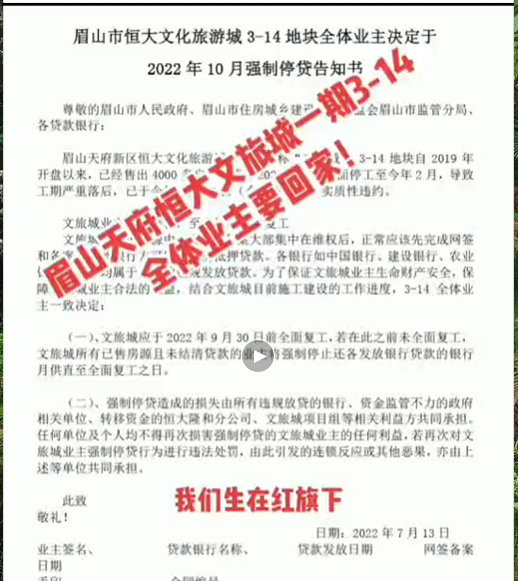 眉山市恒大文化旅游城 3-14 地块全体业主决定于
2022 年 10 月强制停贷告知书
尊敬的眉山市人民政府、眉山市住房城乡建设 监会眉山市监管分局、
各贷款银行：
眉山天府新区恒大文化旅游 3-14 地块自 2019 年
开盘以来，已经售出 4000 面停工至今年 2 月，导致
工期严重落后，已于 实质性违约。
眉山天府恒大文旅城一期3-14
全体业主要回家！
文旅城业 复工
文旅 大部集中在维权后，正常应该先完成网签
抵押贷款。各银行如中国银行、建设银行、农业
均属于 规发放贷款。为了保证文旅城业主生命财产安全，保
城业主合法的 益，结合文旅城目前施工建设的工作进度，3-14 全体业
主一致决定：
（一）、文旅城应于 2022 年 9 月 30 日前全面复工，若在此之前未全面复工，
文旅城所有已售房源且未结清贷款的业主将强制停止还各发放银行贷款的银行
月供直至全面复工之日。
（二）、强制停贷造成的损失由所有违规放贷的银行、资金监管不力的政府
相关单位、转移资金的恒大隆和分公司、文旅城项目组等相关利益方共同承担。
任何单位及个人均不得再次损害强制停贷的文旅城业主的任何利益，若再次对文
旅城业主强制停贷行为进行违法处罚，由此引发的连锁反应或其他恶果，亦由上
述等单位共同承担。
此致
敬礼！
我们生在红旗下
日期：2022 年 7 月 13 日
业主签名、 贷款银行名称、 贷款发放日期 网签备案
日期